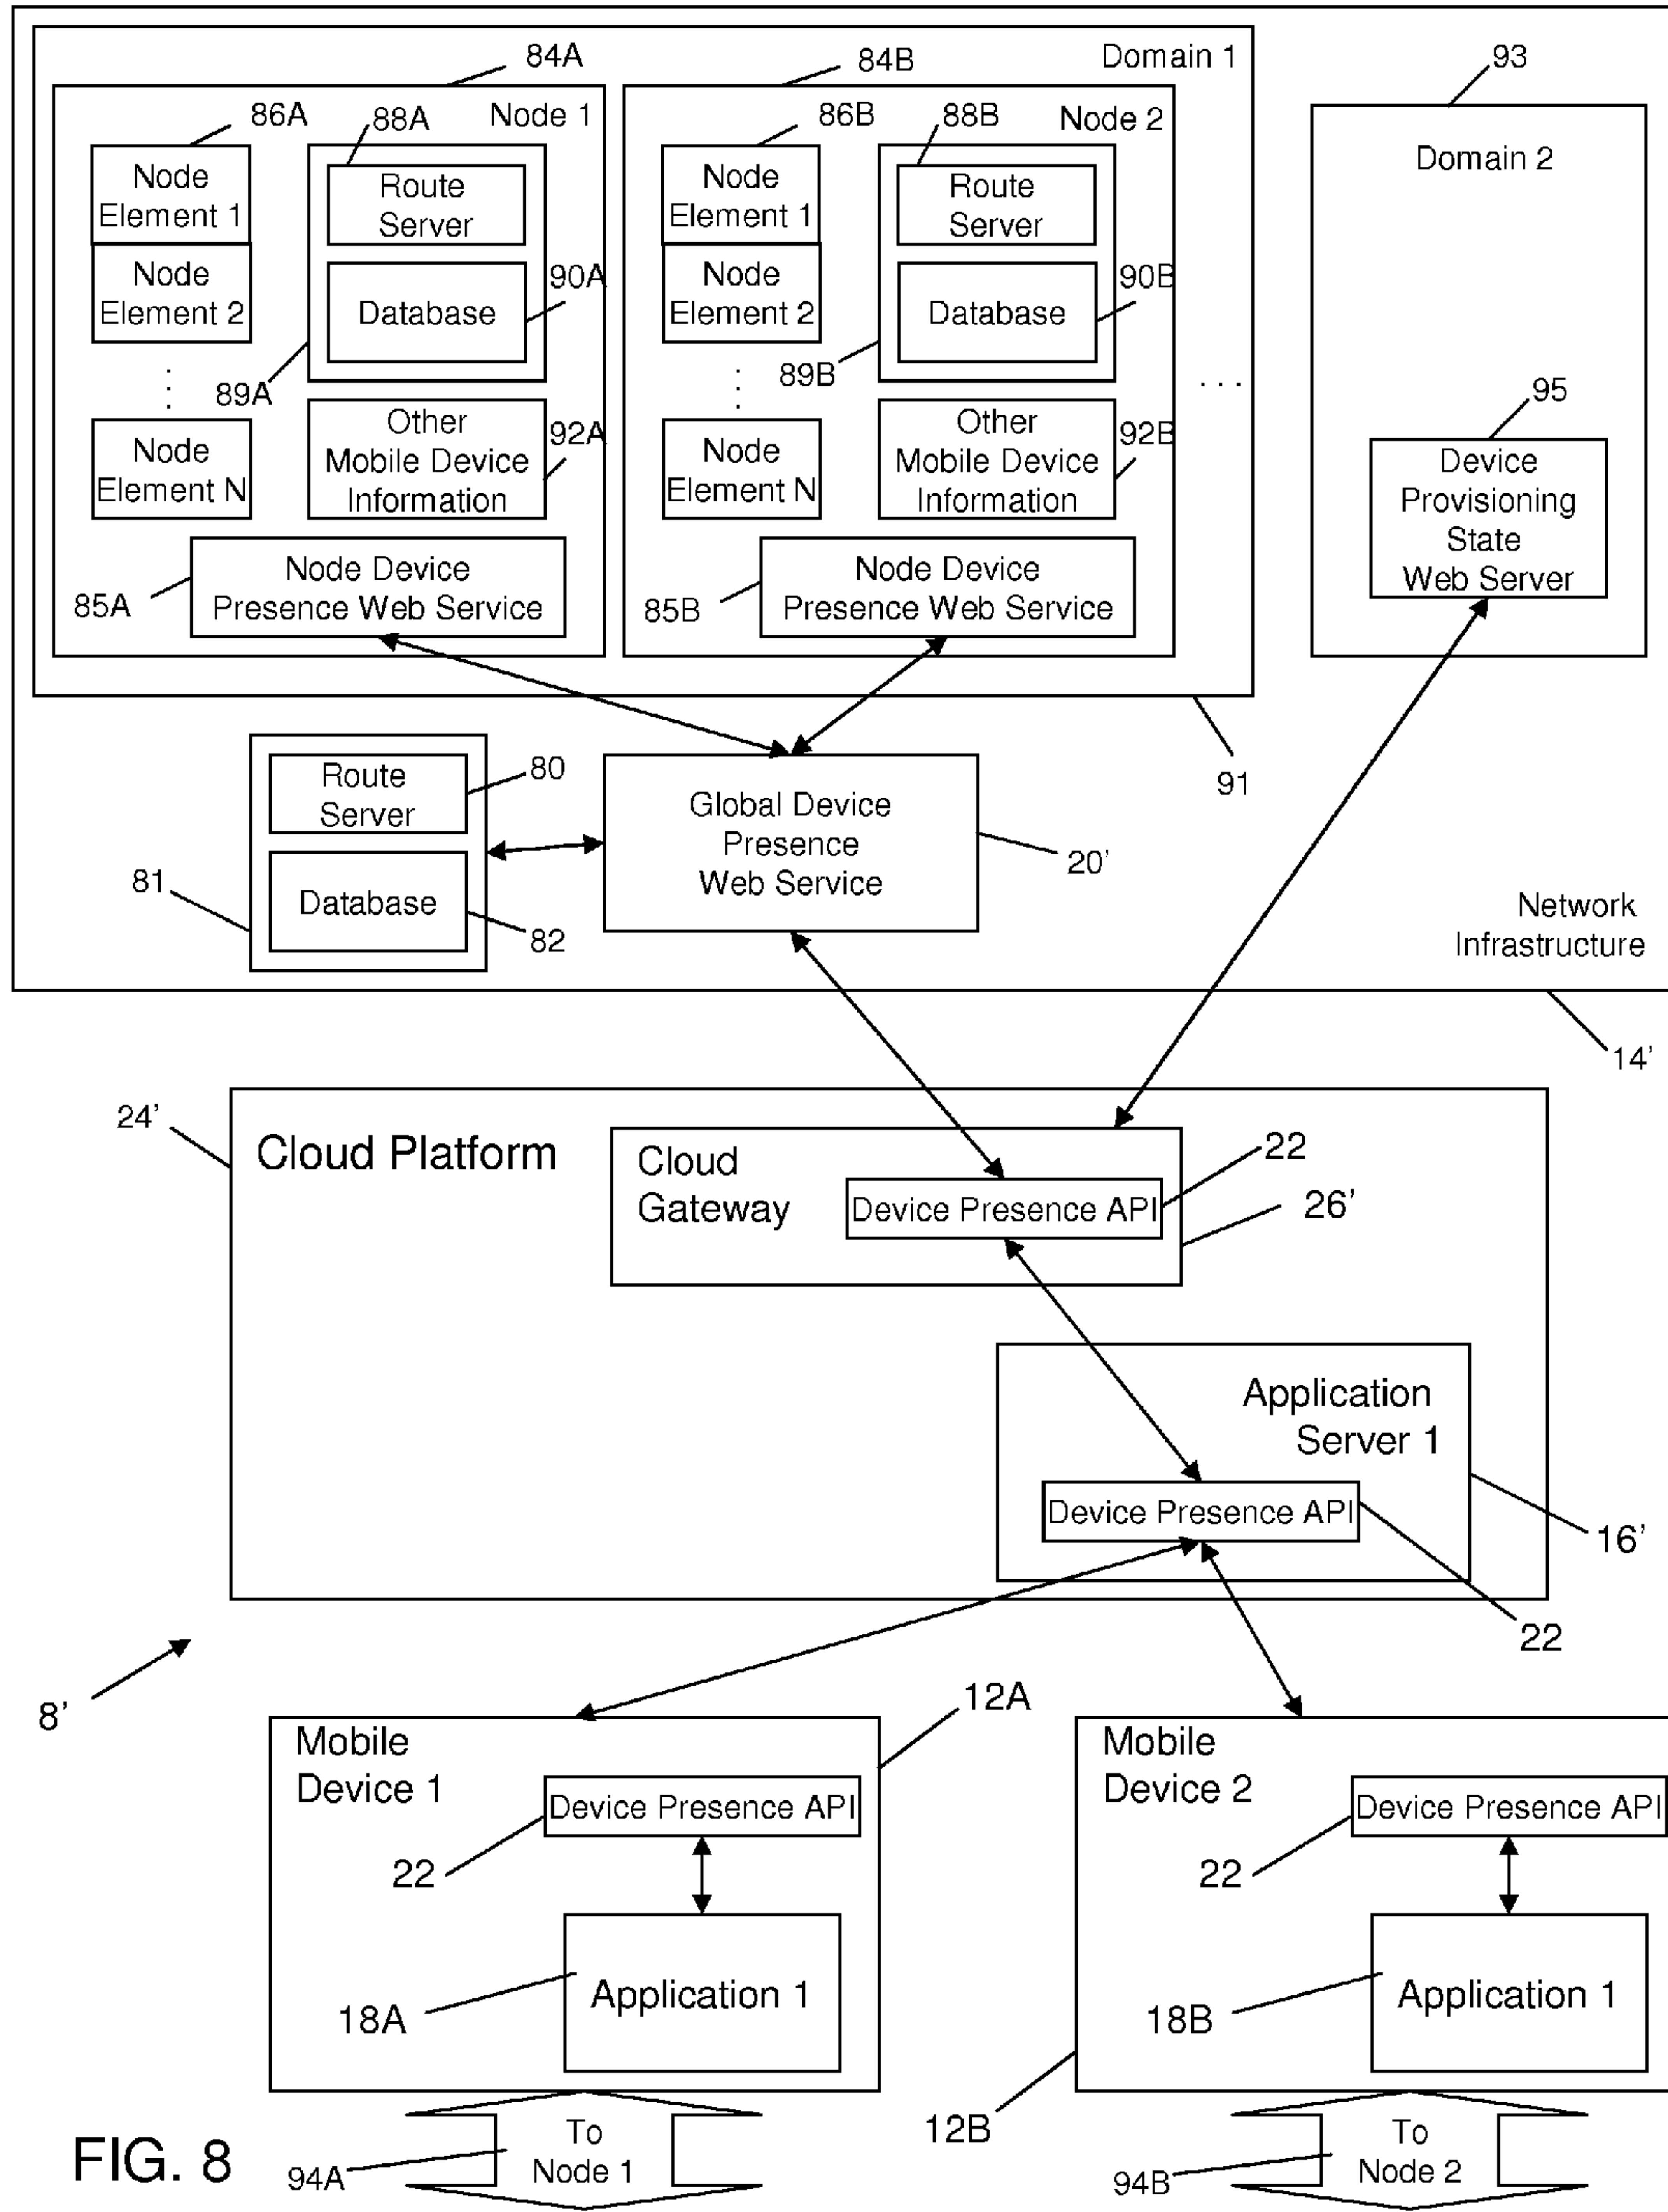 84A
84B
Domain 1
93
86A
88A
Node 1
86B
88B
Node 2
Domain 2
Node
Element 1
Route
Server
Node
Element 1
Route
Server
Node
Element 2
Database
90A
Node
Element 2
Database
90B
⋮
89A
⋮
89B
. . .
95
Node
Element N
Other
Mobile Device
Information
92A
Node
Element N
Other
Mobile Device
Information
92B
Device
Provisioning
State
Web Server
85A
Node Device
Presence Web Service
85B
Node Device
Presence Web Service
91
Route
Server
80
81
Database
82
Global Device
Presence
Web Service
20'
Network
Infrastructure
14'
24'
Cloud Platform
Cloud
Gateway
Device Presence API
22
26'
Application
Server 1
Device Presence API
16'
22
8'
12A
Mobile
Device 1
Device Presence API
22
Application 1
18A
Mobile
Device 2
Device Presence API
22
Application 1
18B
12B
FIG. 8
94A
To
Node 1
94B
To
Node 2